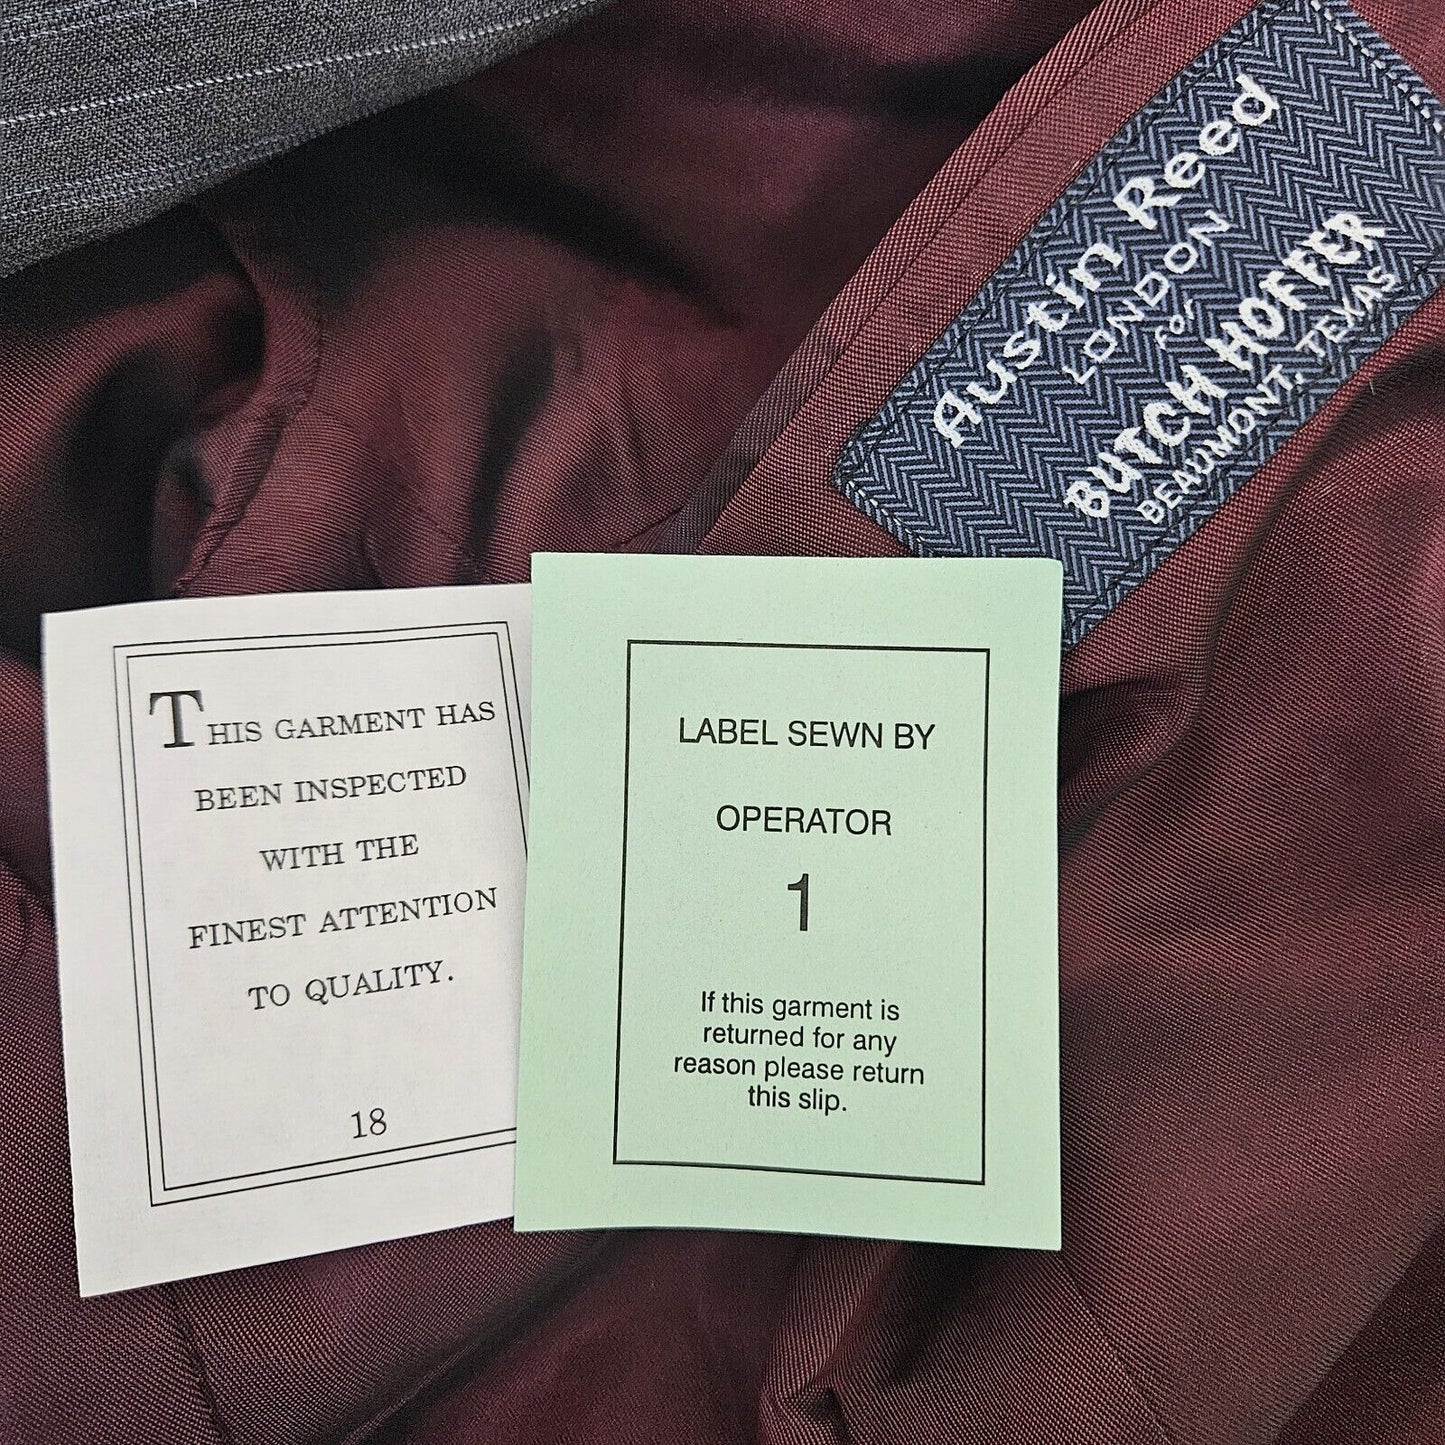 Austin Reed
LONDON
for
BUTCH HOFFER
BEAUMONT, TEXAS
THIS GARMENT HAS
BEEN INSPECTED
WITH THE
FINEST ATTENTION
TO QUALITY.
18
LABEL SEWN BY
OPERATOR
1
If this garment is
returned for any
reason please return
this slip.